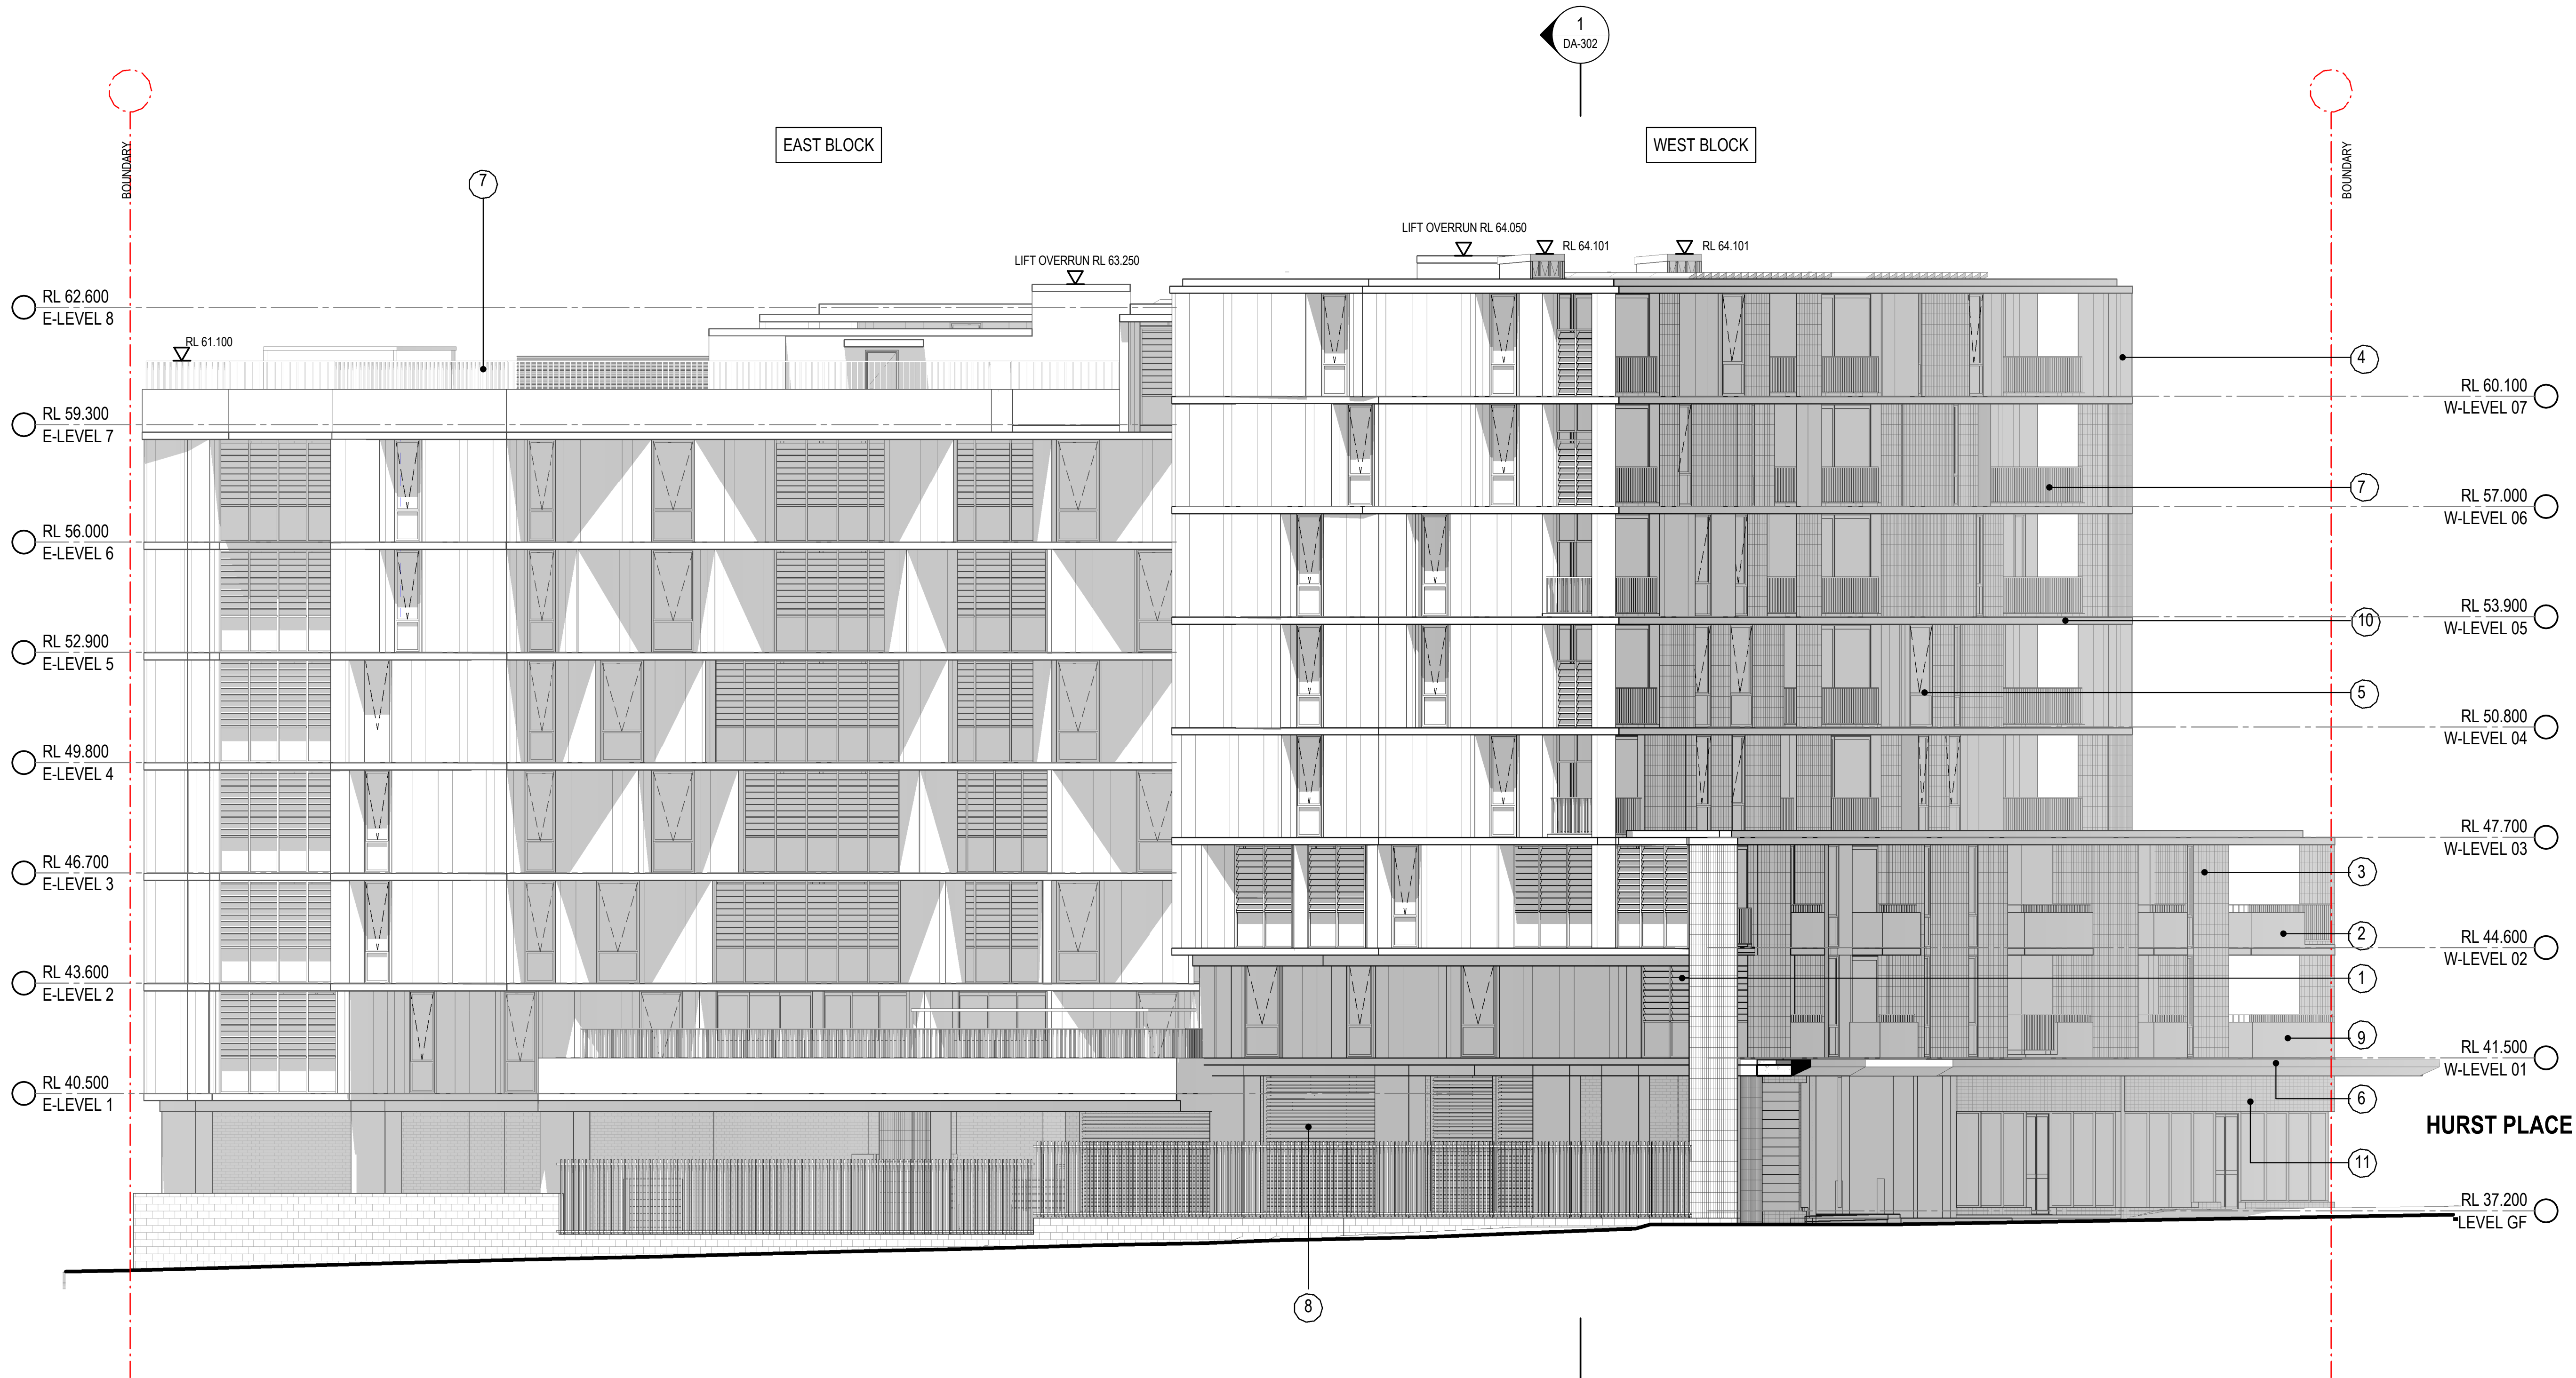 1
DA-302
BOUNDARY
EAST BLOCK
WEST BLOCK
BOUNDARY
7
LIFT OVERRUN RL 64.050
RL 64.101
RL 64.101
LIFT OVERRUN RL 63.250
RL 62.600
E-LEVEL 8
RL 61.100
4
RL 60.100
W-LEVEL 07
RL 59.300
E-LEVEL 7
7
RL 57.000
W-LEVEL 06
RL 56.000
E-LEVEL 6
RL 53.900
W-LEVEL 05
10
RL 52.900
E-LEVEL 5
5
RL 50.800
W-LEVEL 04
RL 49.800
E-LEVEL 4
RL 47.700
W-LEVEL 03
RL 46.700
E-LEVEL 3
3
2
RL 44.600
W-LEVEL 02
RL 43.600
E-LEVEL 2
1
9
RL 41.500
W-LEVEL 01
RL 40.500
E-LEVEL 1
6
HURST PLACE
11
RL 37.200
LEVEL GF
8